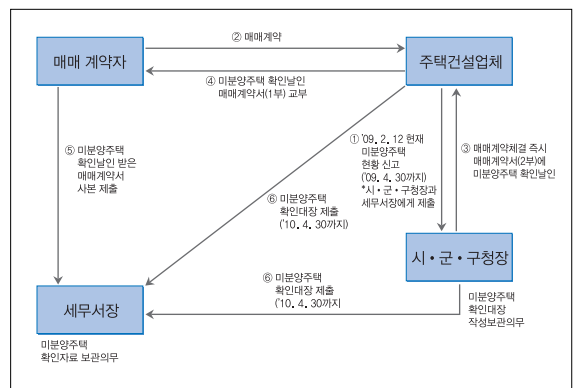 ② 매매계약
매매 계약자
주택건설업체
④ 미분양주택 확인날인
매매계약서(1부) 교부
① '09. 2. 12 현재
미분양주택
현황 신고
('09. 4. 30까지)
*시・군・구청장과
세무서장에게 제출
③ 매매계약체결 즉시
매매계약서(2부)에
미분양주택 확인날인
⑤ 미분양주택
확인날인 받은
매매계약서
사본 제출
⑥ 미분양주택
확인대장 제출
('10. 4. 30까지)
시・군・구청장
⑥ 미분양주택
확인대장 제출
('10. 4. 30까지
세무서장
미분양주택
확인대장
작성보관의무
미분양주택
확인자료 보관의무